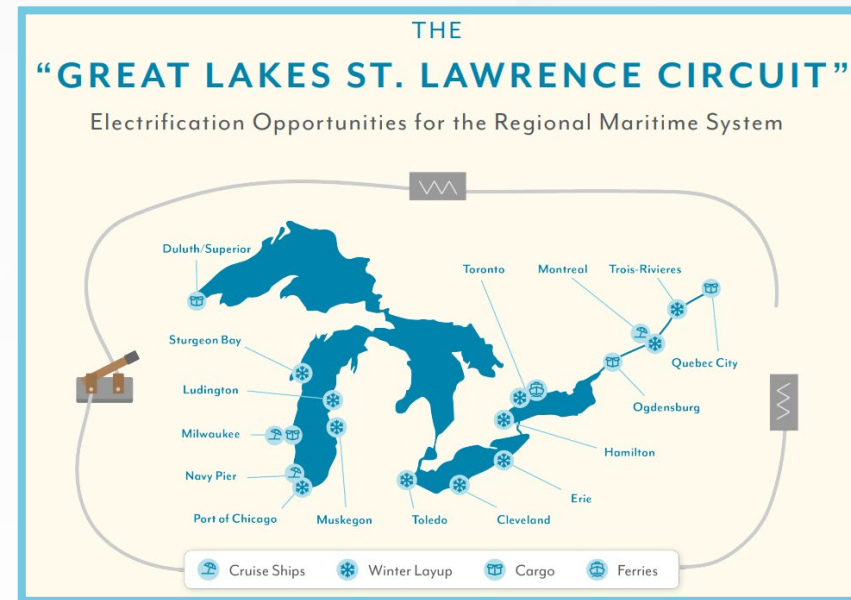 THE
“GREAT LAKES ST. LAWRENCE CIRCUIT”
Electrification Opportunities for the Regional Maritime System
Duluth/Superior
Toronto
Montreal
Trois-Rivieres
Sturgeon Bay
Quebec City
Ludington
Ogdensburg
Milwaukee
Hamilton
Navy Pier
Erie
Port of Chicago
Muskegon
Toledo
Cleveland
Cruise Ships
Winter Layup
Cargo
Ferries